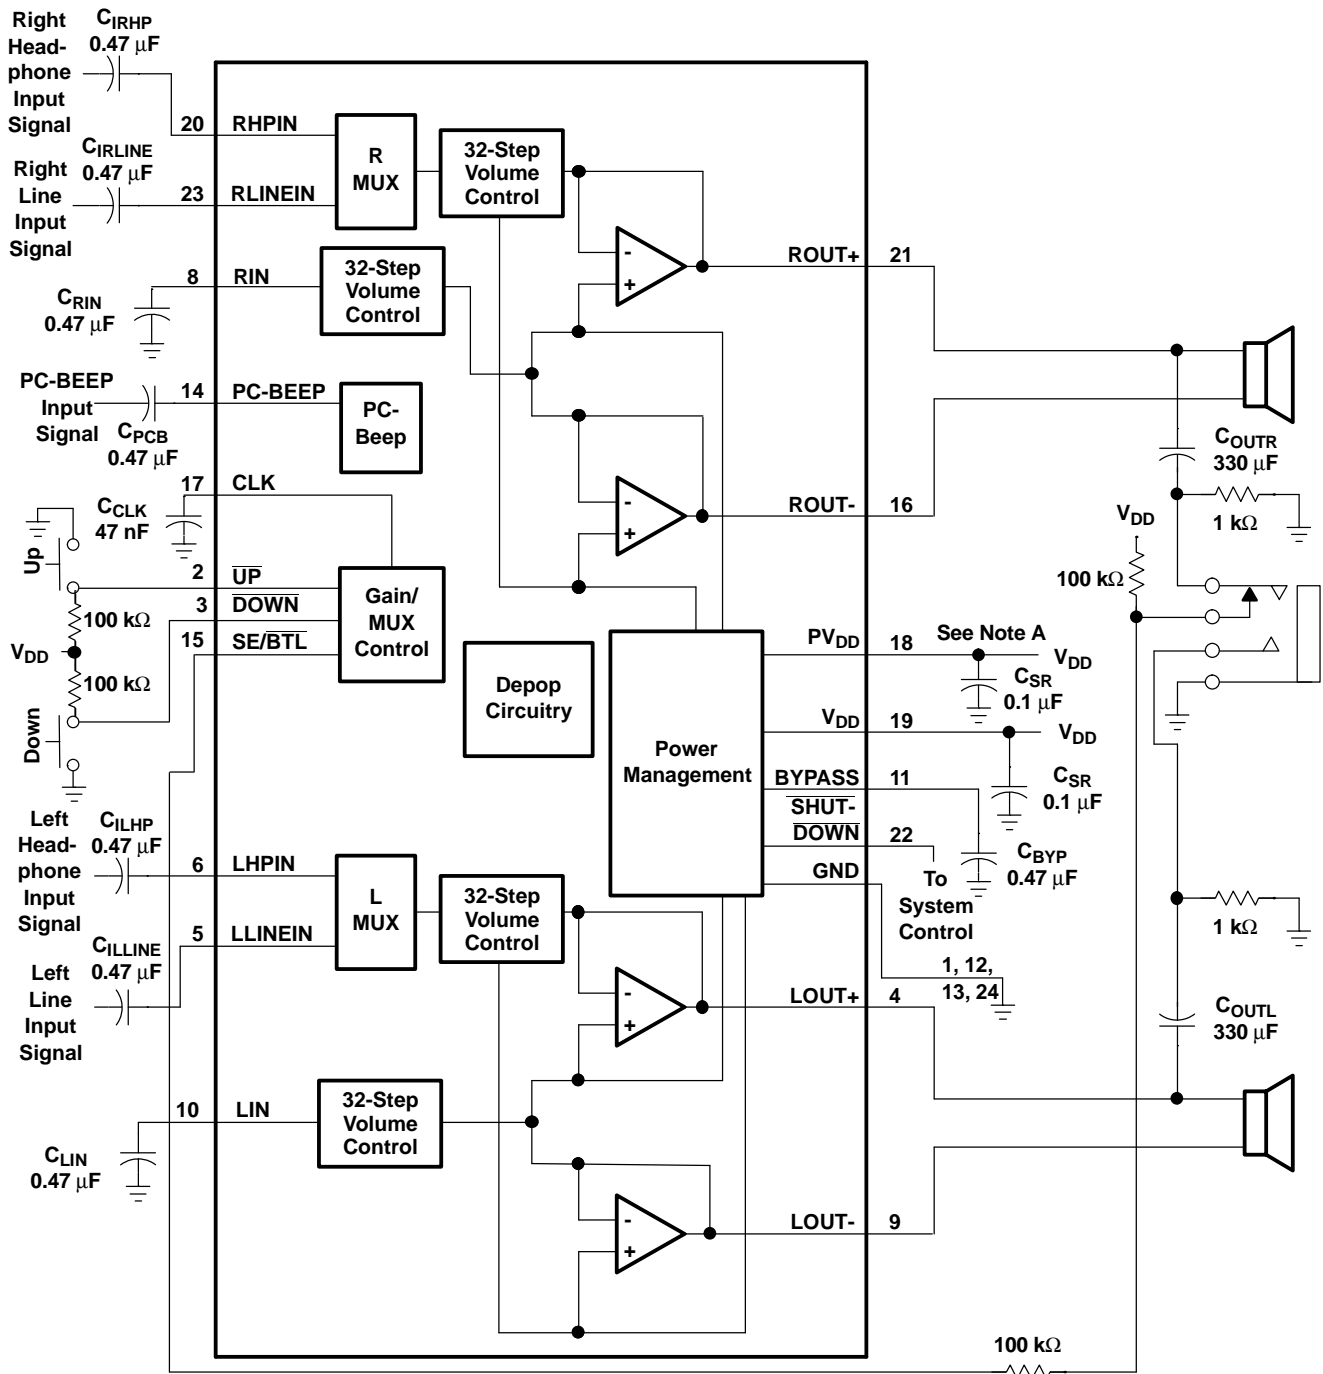 Right
Head-
phone
Input
Signal
CIRHP
0.47 μF
20
RHPIN
Right
Line
Input
Signal
CIRLINE
0.47 μF
23
RLINEIN
R
MUX
32-Step
Volume
Control
8
RIN
CRIN
0.47 μF
32-Step
Volume
Control
-
+
ROUT+
21
PC-BEEP
Input
Signal
14
PC-BEEP
CPCB
0.47 μF
PC-
Beep
17
CLK
CCLK
47 nF
-
+
ROUT-
16
COUTR
330 μF
1 kΩ
VDD
100 kΩ
Up
2
UP
100 kΩ
3
DOWN
15
SE/BTL
VDD
100 kΩ
Down
Gain/
MUX
Control
Depop
Circuitry
Power
Management
PVDD
18
See Note A
VDD
CSR
0.1 μF
VDD
19
VDD
CSR
0.1 μF
BYPASS
11
SHUT-
DOWN
22
CBYP
0.47 μF
GND
To
System
Control
1, 12,
13, 24
Left
Head-
phone
Input
Signal
CILHP
0.47 μF
6
LHPIN
CILLINE
0.47 μF
5
LLINEIN
Left
Line
Input
Signal
L
MUX
32-Step
Volume
Control
-
+
LOUT+
4
1 kΩ
COUTL
330 μF
10
LIN
CLIN
0.47 μF
32-Step
Volume
Control
-
+
LOUT-
9
100 kΩ